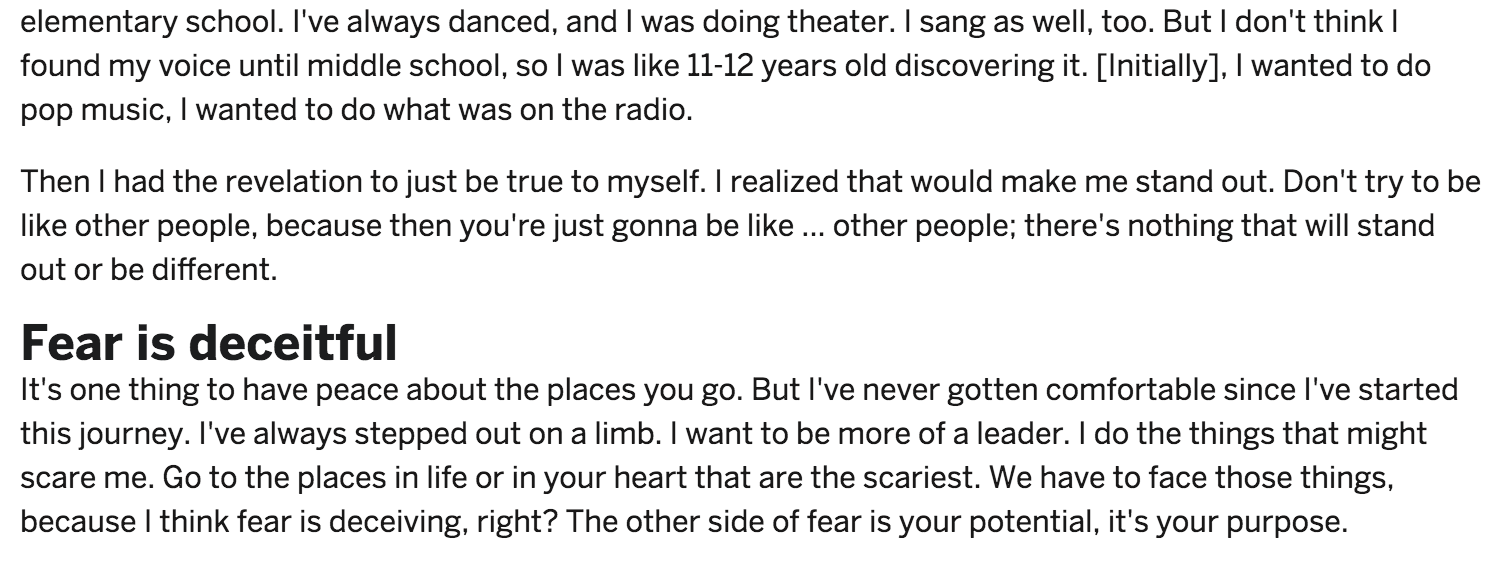 elementary school. I've always danced, and I was doing theater. I sang as well, too. But I don't think I
found my voice until middle school, so I was like 11-12 years old discovering it. [Initially], I wanted to do
pop music, I wanted to do what was on the radio.
Then I had the revelation to just be true to myself. I realized that would make me stand out. Don't try to be
like other people, because then you're just gonna be like ... other people; there's nothing that will stand
out or be different.
Fear is deceitful
It's one thing to have peace about the places you go. But I've never gotten comfortable since I've started
this journey. I've always stepped out on a limb. I want to be more of a leader. I do the things that might
scare me. Go to the places in life or in your heart that are the scariest. We have to face those things,
because I think fear is deceiving, right? The other side of fear is your potential, it's your purpose.